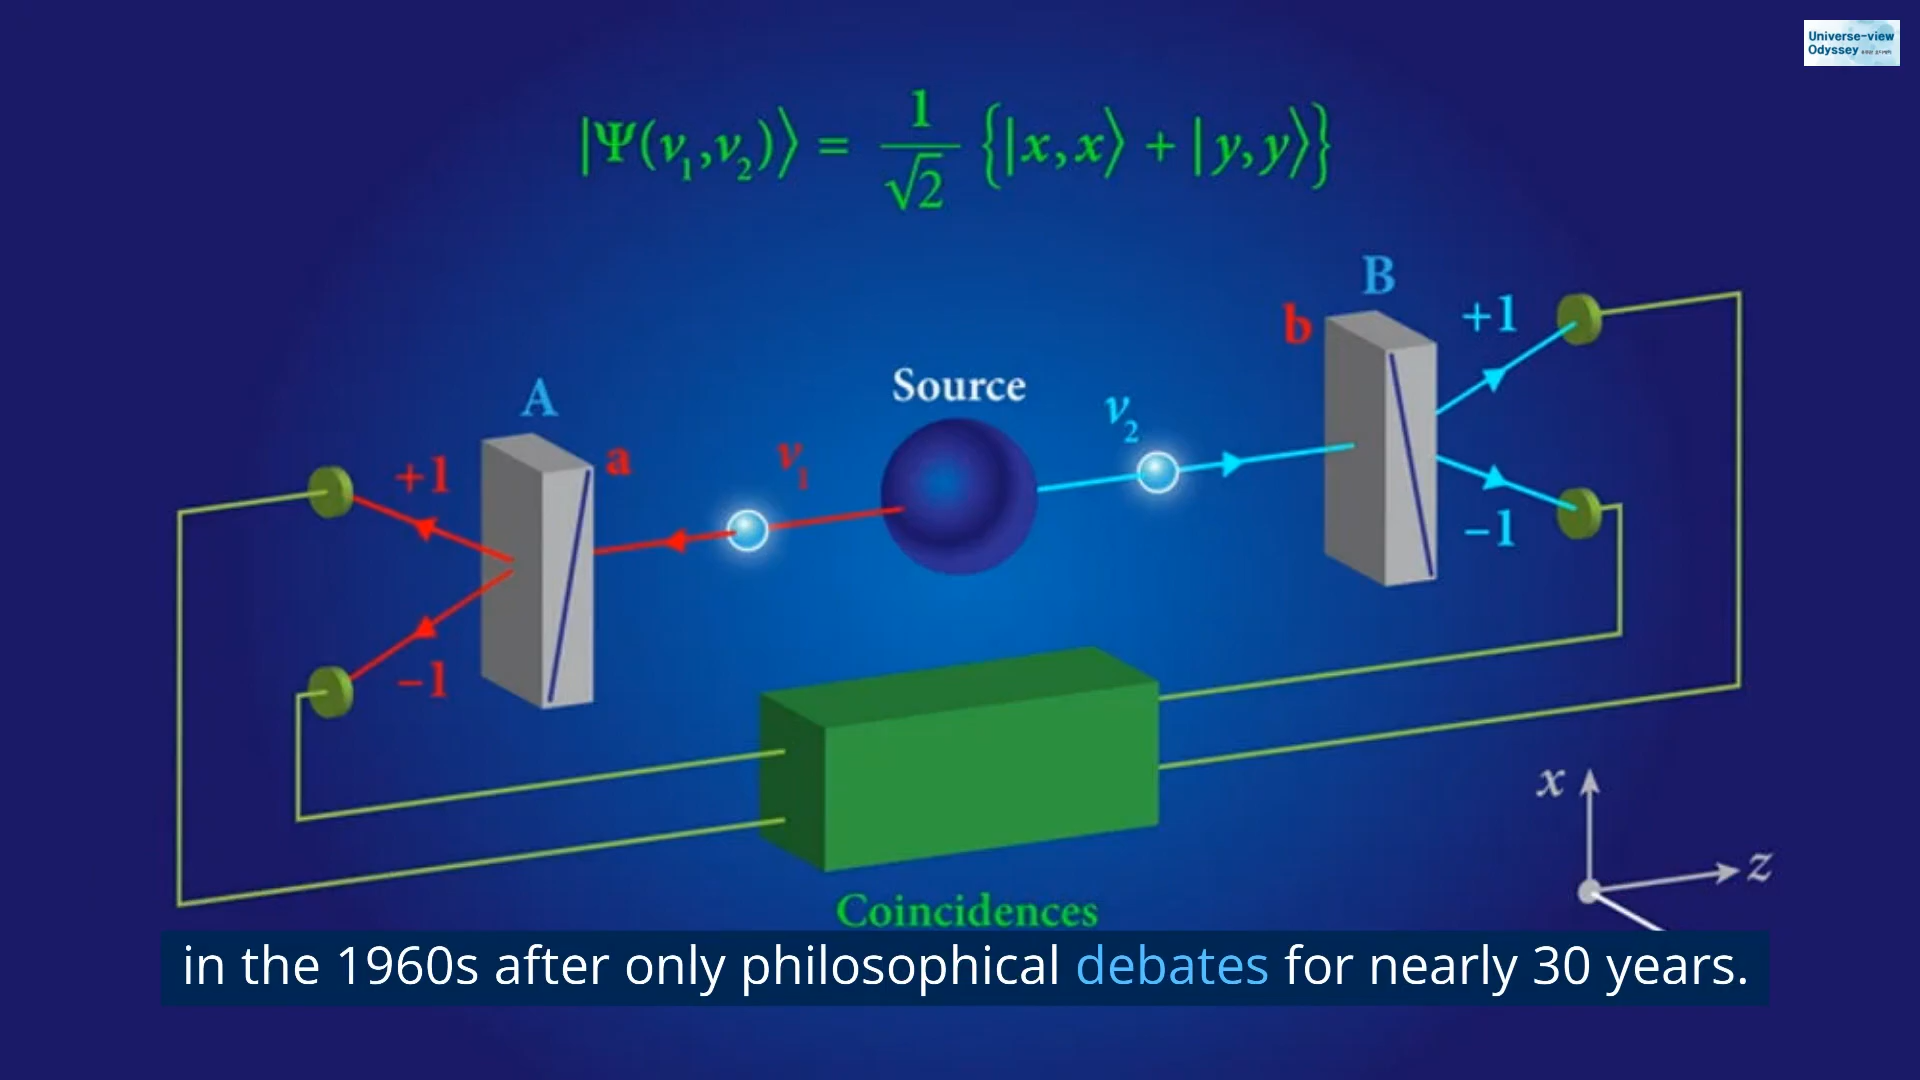 Universe-view
Odyssey
|Ψ(ν₁,ν₂)⟩ = 1/√2 {|x,x⟩ + |y,y⟩}
B
b
+1
Source
A
ν₂
a
ν₁
+1
−1
−1
x
z
Coincidences
in the 1960s after only philosophical debates for nearly 30 years.